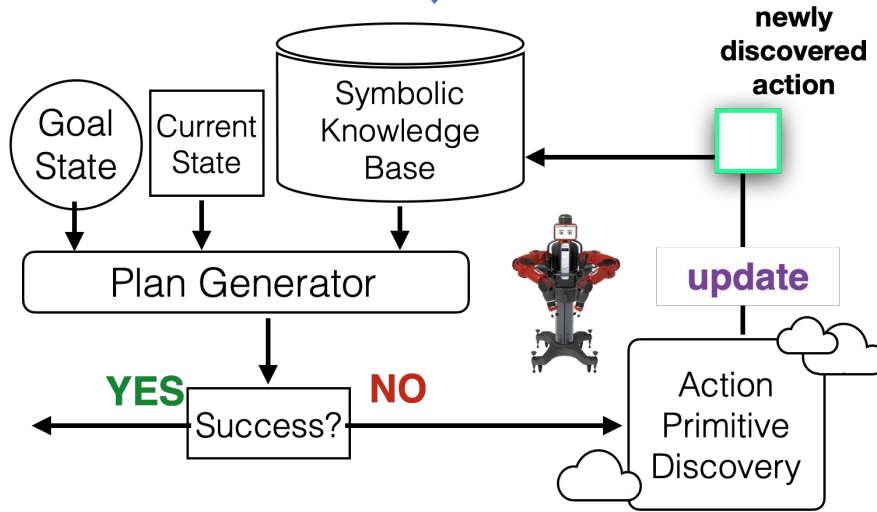 newly
discovered
action
Goal
State
Current
State
Symbolic
Knowledge
Base
Plan Generator
update
YES
NO
Success?
Action
Primitive
Discovery